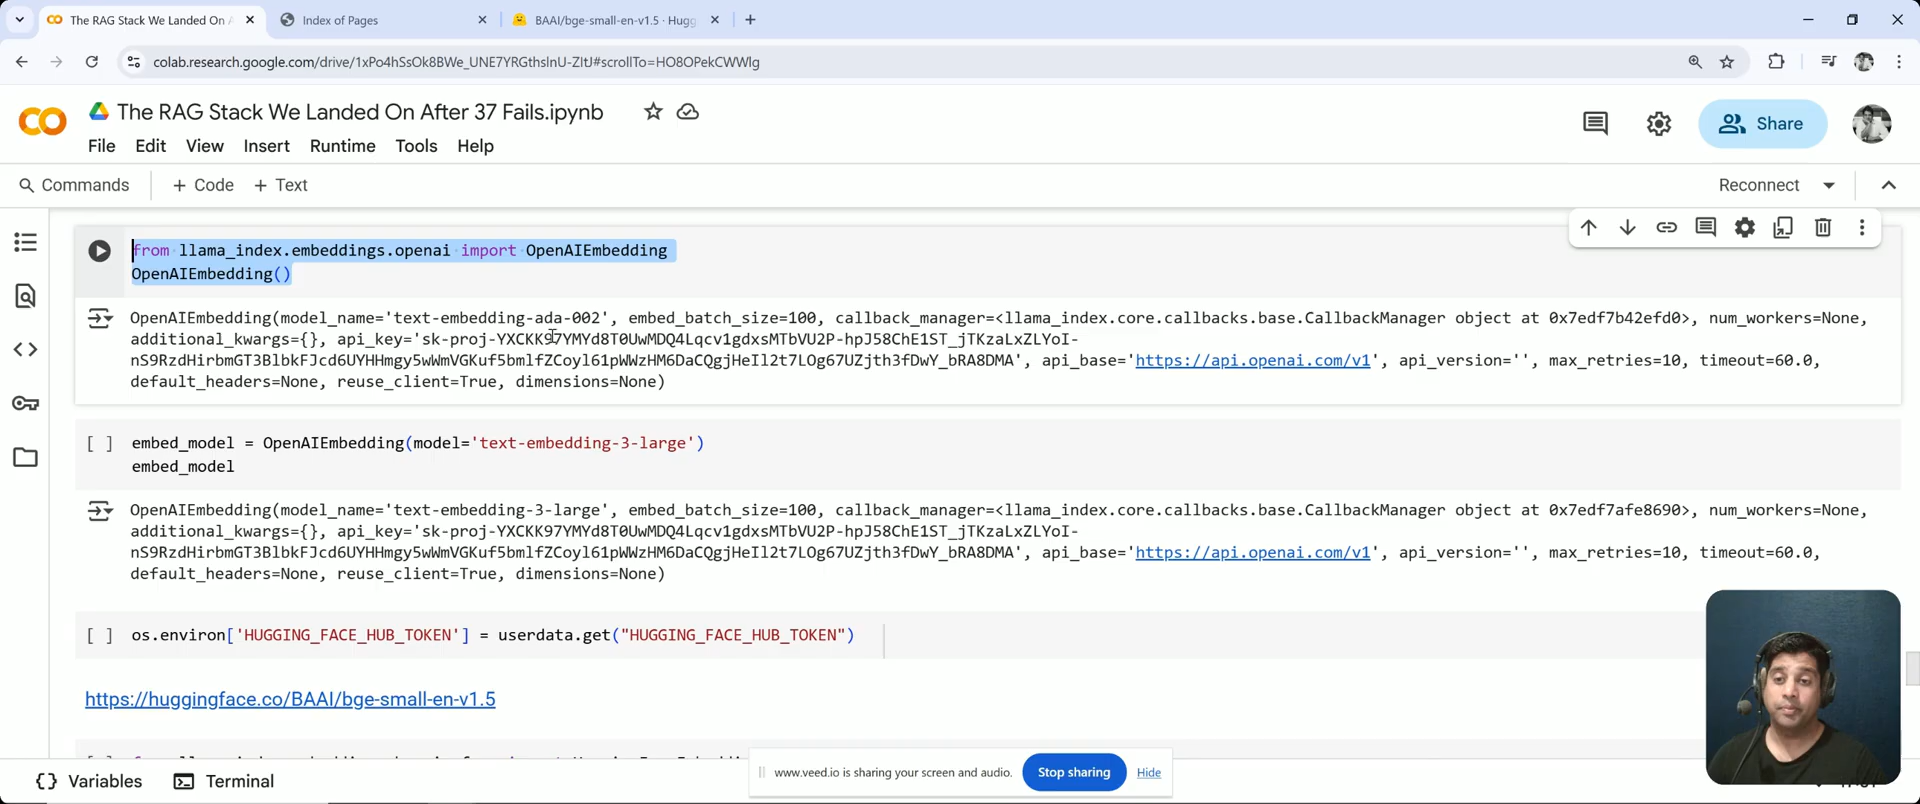 The RAG Stack We Landed On A
Index of Pages
BAAI/bge-small-en-v1.5 · Hugg
colab.research.google.com/drive/1xPo4hSsOk8BWe_UNE7YRGthsInU-ZItJ#scrollTo=HO8OPekCWWlg
The RAG Stack We Landed On After 37 Fails.ipynb
File Edit View Insert Runtime Tools Help
Share
Commands + Code + Text
Reconnect
from llama_index.embeddings.openai import OpenAIEmbedding
OpenAIEmbedding()
OpenAIEmbedding(model_name='text-embedding-ada-002', embed_batch_size=100, callback_manager=<llama_index.core.callbacks.base.CallbackManager object at 0x7edf7b42efd0>, num_workers=None,
additional_kwargs={}, api_key='sk-proj-YXCKK97YMYd8T0UwMDQ4Lqcv1gdxsMTbVU2P-hpJ58ChE1ST_jTKzaLxZLYoI-
nS9RzdHirbmGT3BlbkFJcd6UYHHmgy5wWmVGKuf5bmlfZCoyl61pWWzHM6DaCQgjHeIl2t7LOg67UZjth3fDwY_bRA8DMA', api_base='https://api.openai.com/v1', api_version='', max_retries=10, timeout=60.0,
default_headers=None, reuse_client=True, dimensions=None)
[ ] embed_model = OpenAIEmbedding(model='text-embedding-3-large')
embed_model
OpenAIEmbedding(model_name='text-embedding-3-large', embed_batch_size=100, callback_manager=<llama_index.core.callbacks.base.CallbackManager object at 0x7edf7afe8690>, num_workers=None,
additional_kwargs={}, api_key='sk-proj-YXCKK97YMYd8T0UwMDQ4Lqcv1gdxsMTbVU2P-hpJ58ChE1ST_jTKzaLxZLYoI-
nS9RzdHirbmGT3BlbkFJcd6UYHHmgy5wWmVGKuf5bmlfZCoyl61pWWzHM6DaCQgjHeIl2t7LOg67UZjth3fDwY_bRA8DMA', api_base='https://api.openai.com/v1', api_version='', max_retries=10, timeout=60.0,
default_headers=None, reuse_client=True, dimensions=None)
[ ] os.environ['HUGGING_FACE_HUB_TOKEN'] = userdata.get("HUGGING_FACE_HUB_TOKEN")
https://huggingface.co/BAAI/bge-small-en-v1.5
www.veed.io is sharing your screen and audio. Stop sharing Hide
{ } Variables Terminal